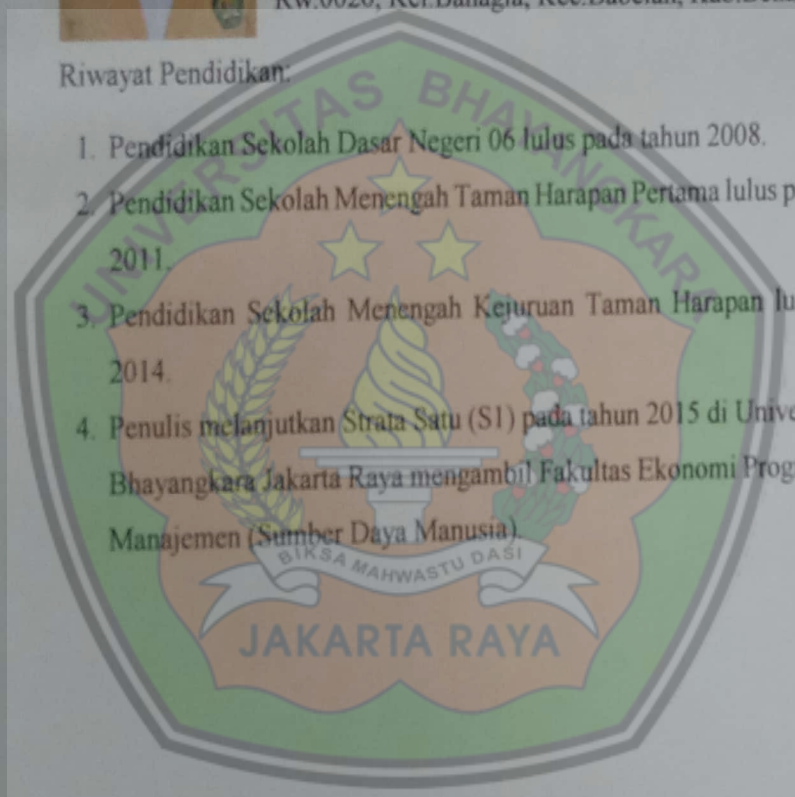 Riwayat Pendidikan:
1. Pendidikan Sekolah Dasar Negeri 06 lulus pada tahun 2008.
2. Pendidikan Sekolah Menengah Taman Harapan Pertama lulus p
2011.
3. Pendidikan Sekolah Menengah Kejuruan Taman Harapan lu
2014.
4. Penulis melanjutkan Strata Satu (S1) pada tahun 2015 di Unive
Bhayangkara Jakarta Raya mengambil Fakultas Ekonomi Prog
Manajemen (Sumber Daya Manusia).
UNIVERSITAS BHAYANGKARA
BIKSA MAHWASTU DASI
JAKARTA RAYA